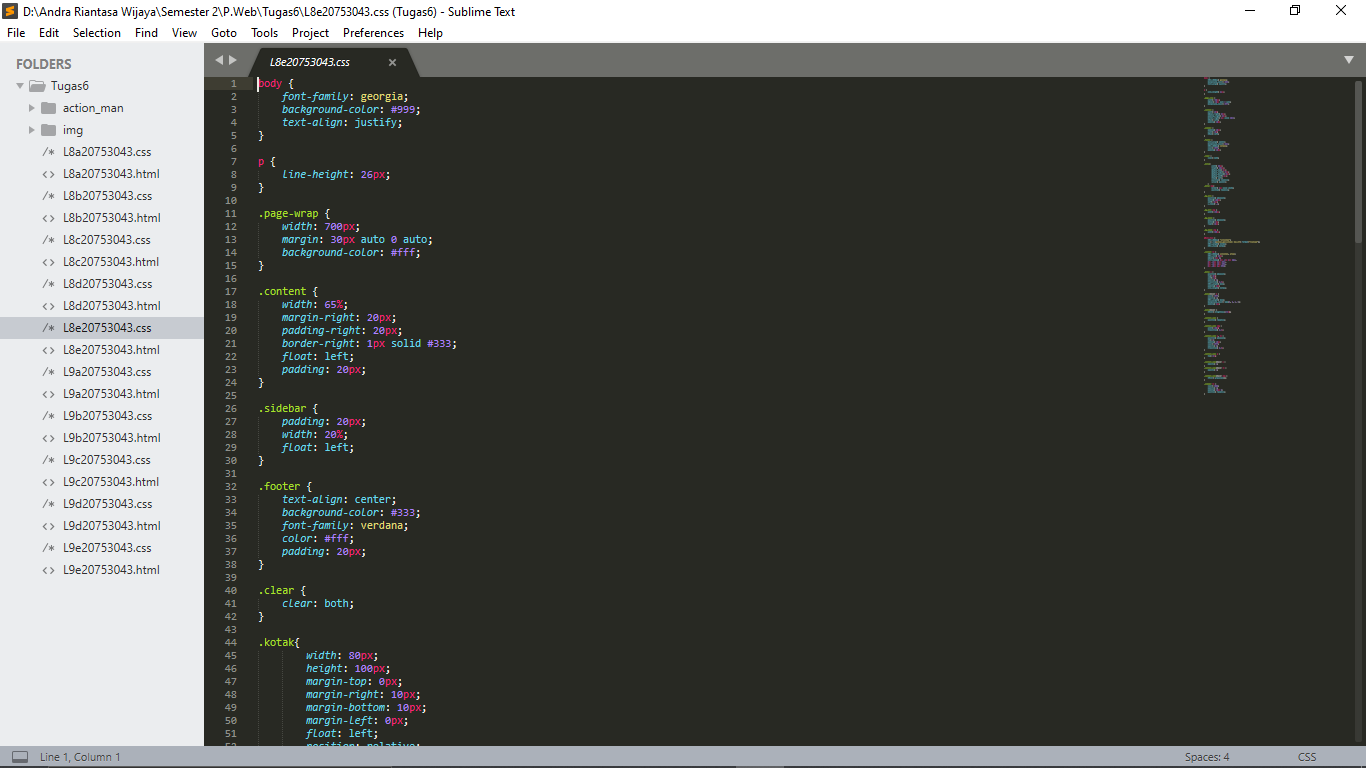 D:\Andra Riantasa Wijaya\Semester 2\P.Web\Tugas6\L8e20753043.css (Tugas6) - Sublime Text
File Edit Selection Find View Goto Tools Project Preferences Help
FOLDERS
Tugas6
action_man
img
/* L8a20753043.css
<> L8a20753043.html
/* L8b20753043.css
<> L8b20753043.html
/* L8c20753043.css
<> L8c20753043.html
/* L8d20753043.css
<> L8d20753043.html
/* L8e20753043.css
<> L8e20753043.html
/* L9a20753043.css
<> L9a20753043.html
/* L9b20753043.css
<> L9b20753043.html
/* L9c20753043.css
<> L9c20753043.html
/* L9d20753043.css
<> L9d20753043.html
/* L9e20753043.css
<> L9e20753043.html
L8e20753043.css
1 body {
2 font-family: georgia;
3 background-color: #999;
4 text-align: justify;
5 }
6
7 p {
8 line-height: 26px;
9 }
10
11 .page-wrap {
12 width: 700px;
13 margin: 30px auto 0 auto;
14 background-color: #fff;
15 }
16
17 .content {
18 width: 65%;
19 margin-right: 20px;
20 padding-right: 20px;
21 border-right: 1px solid #333;
22 float: left;
23 padding: 20px;
24 }
25
26 .sidebar {
27 padding: 20px;
28 width: 20%;
29 float: left;
30 }
31
32 .footer {
33 text-align: center;
34 background-color: #333;
35 font-family: verdana;
36 color: #fff;
37 padding: 20px;
38 }
39
40 .clear {
41 clear: both;
42 }
43
44 .kotak{
45 width: 80px;
46 height: 100px;
47 margin-top: 0px;
48 margin-right: 10px;
49 margin-bottom: 10px;
50 margin-left: 0px;
51 float: left;
52 position: relative;
Line 1, Column 1
Spaces: 4
CSS